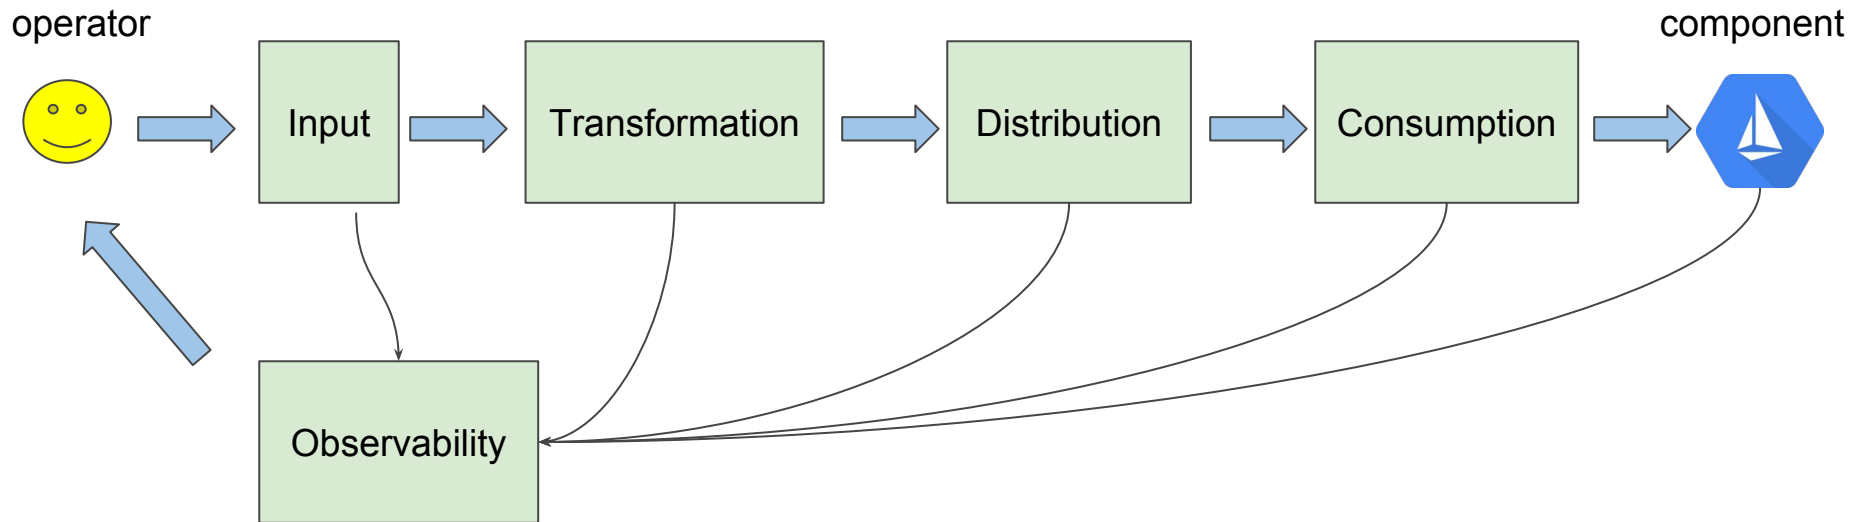 operator
component
Input
Transformation
Distribution
Consumption
Observability